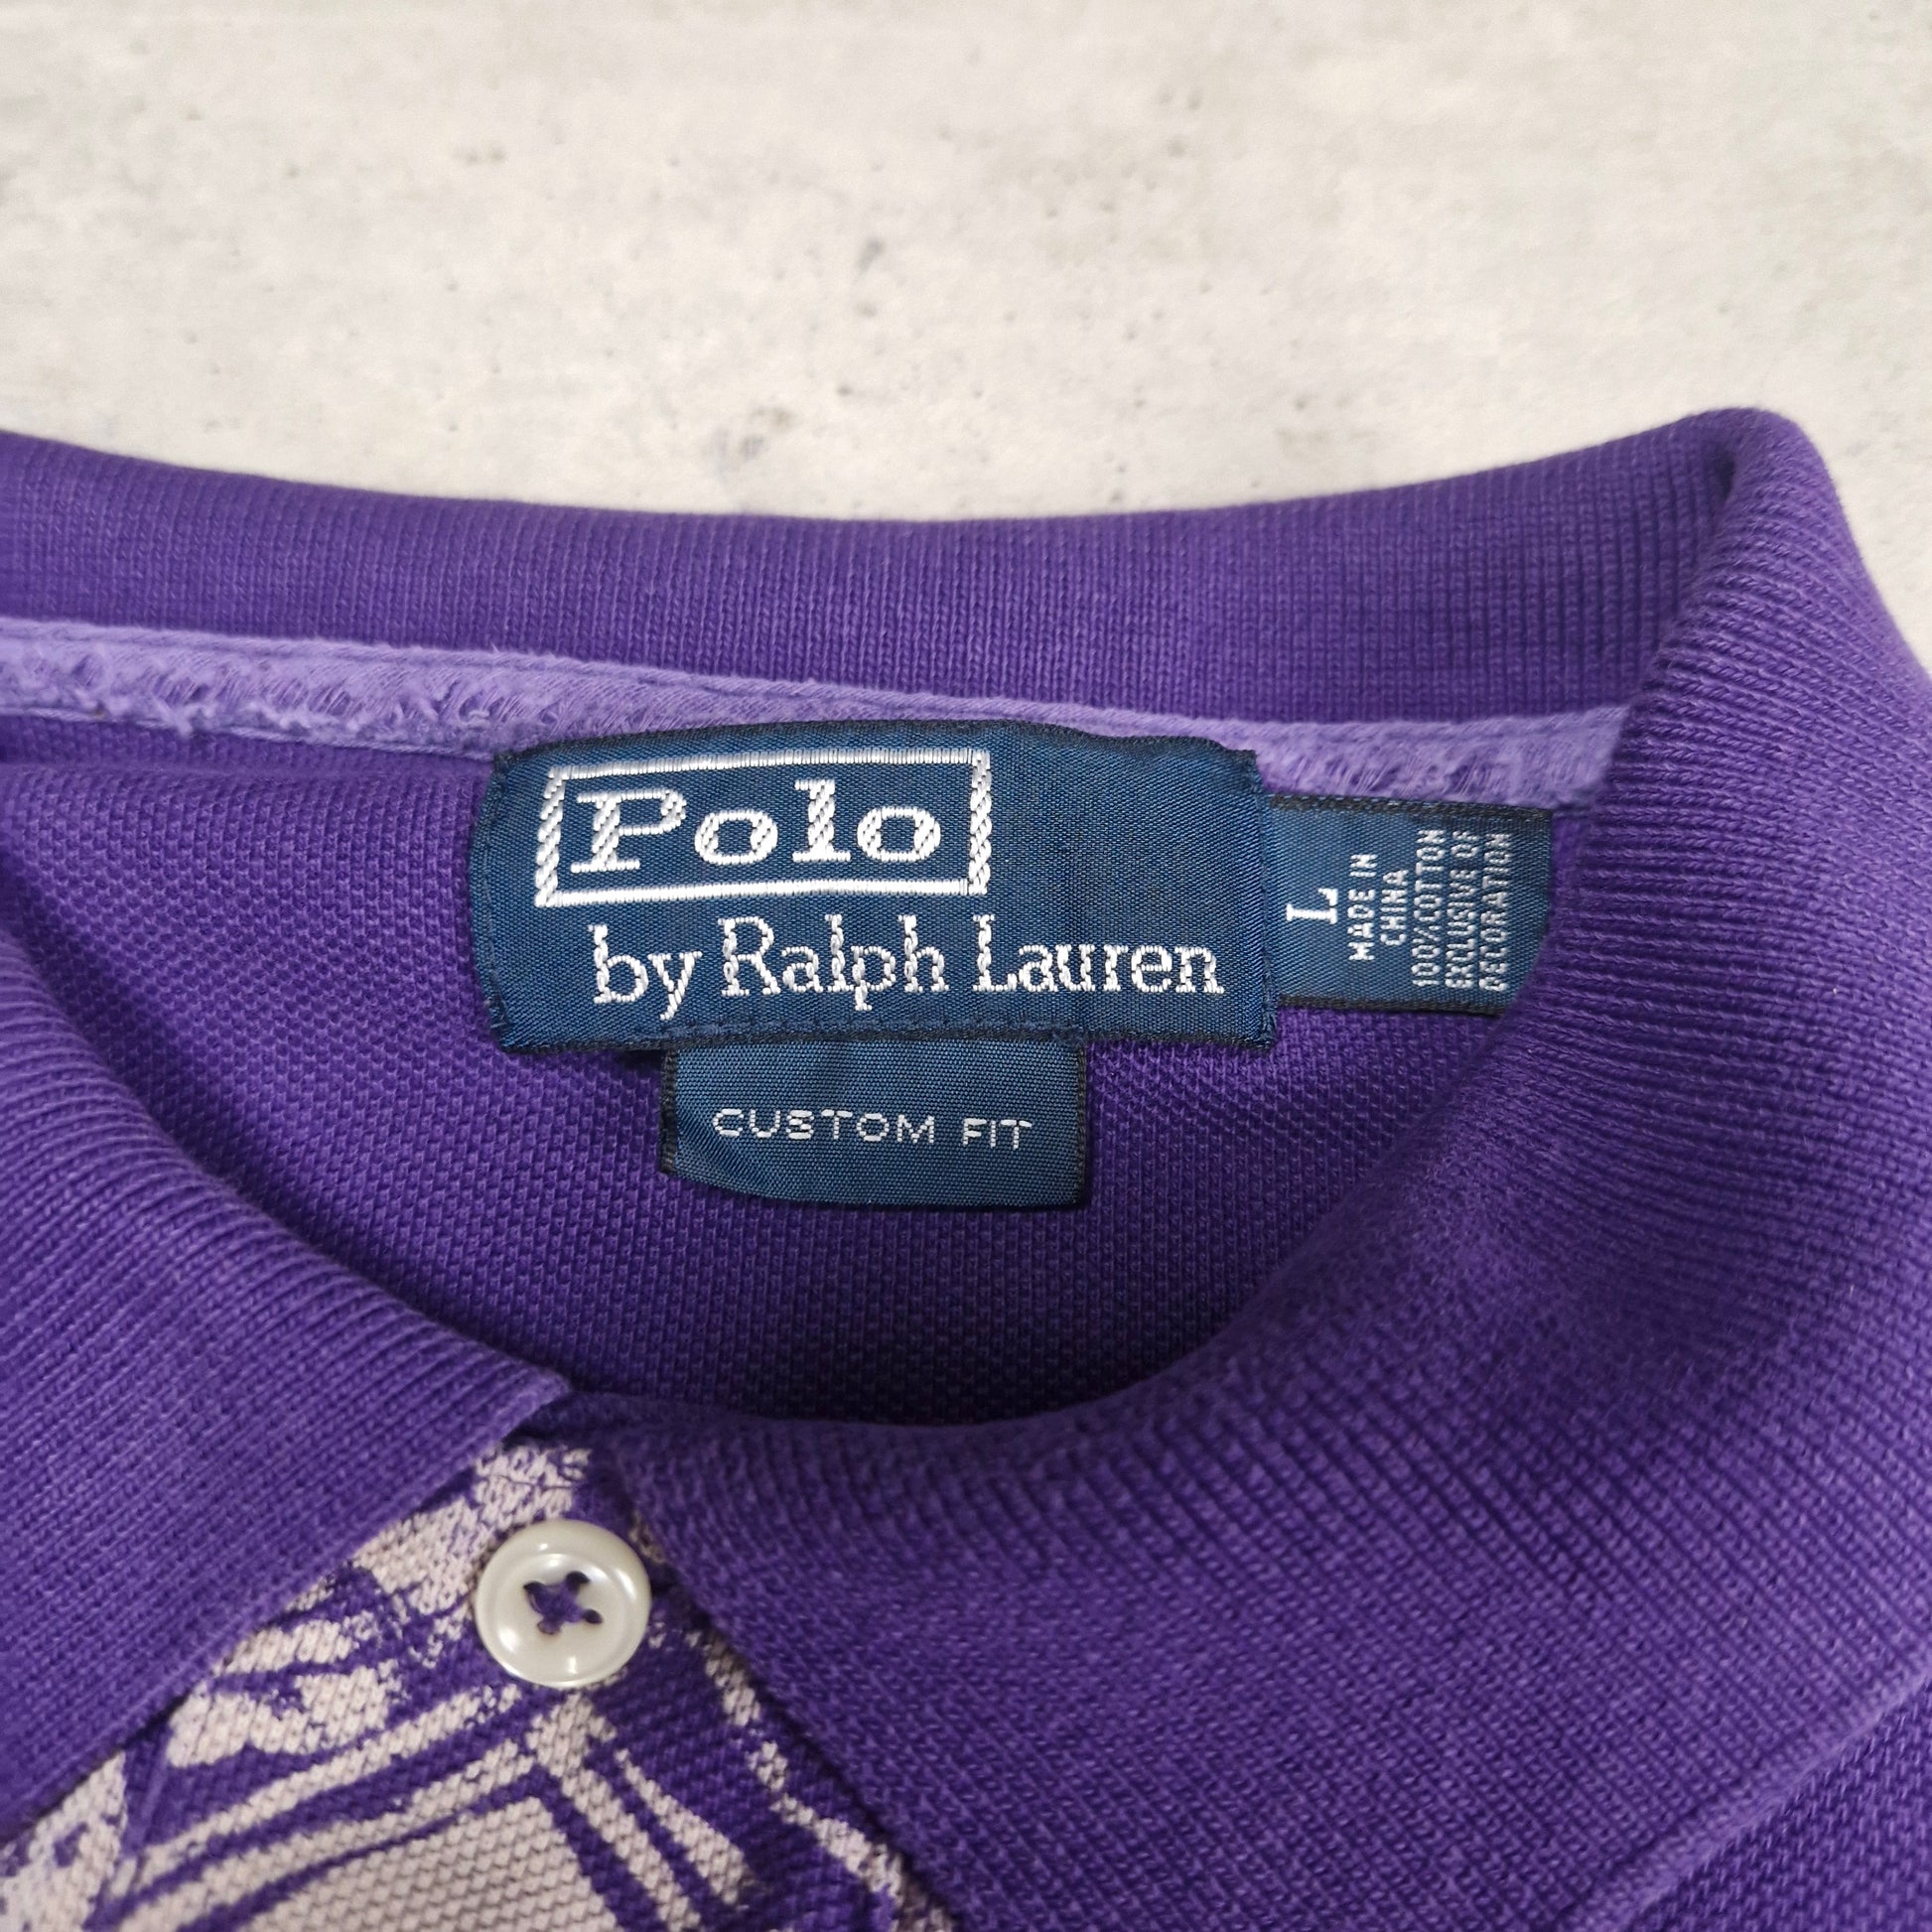 Polo
by Ralph Lauren
L
MADE IN
CHINA
100%COTTON
EXCLUSIVE OF
DECORATION
CUSTOM FIT